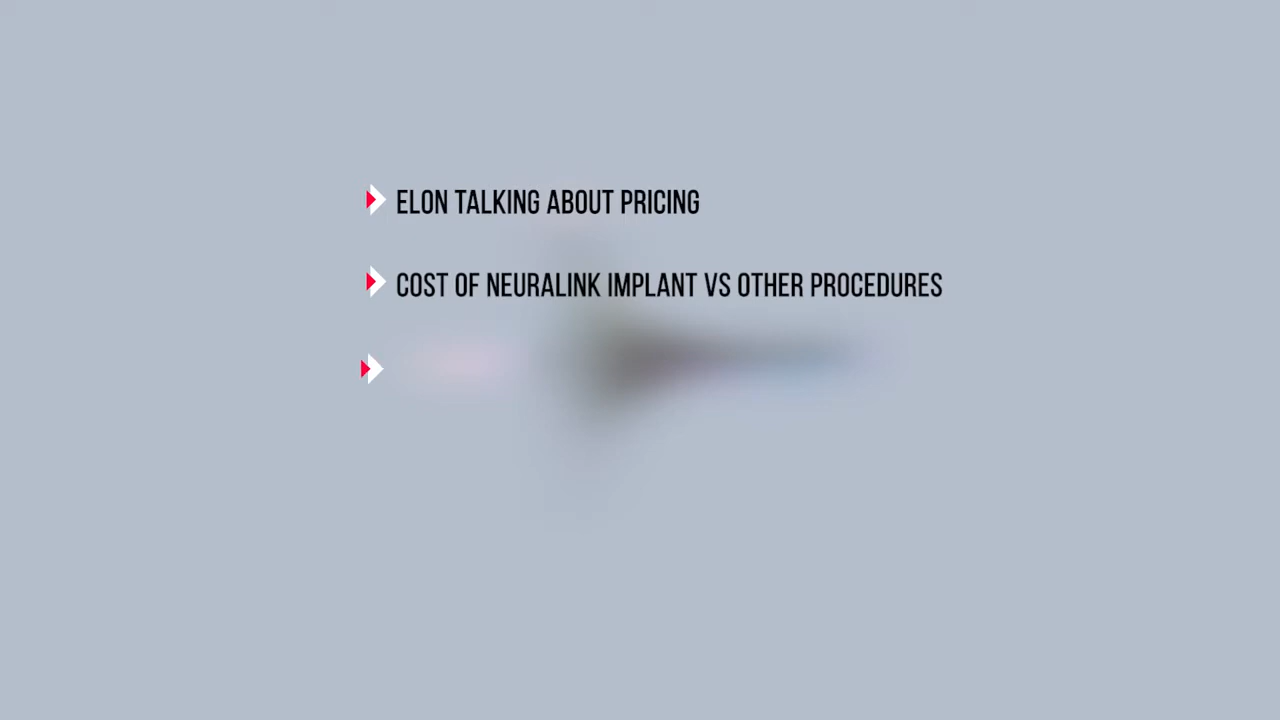 ELON TALKING ABOUT PRICING
COST OF NEURALINK IMPLANT VS OTHER PROCEDURES